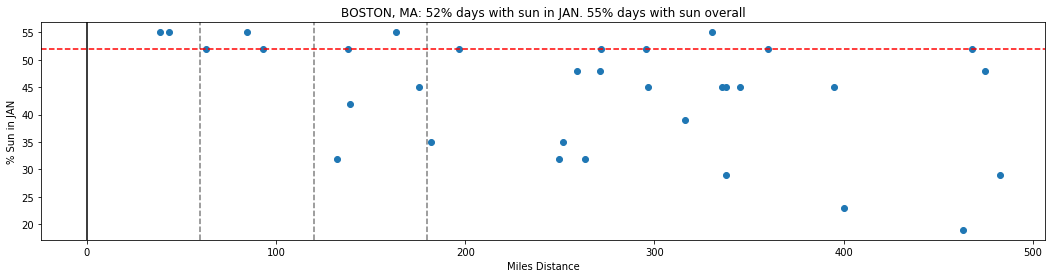 BOSTON, MA: 52% days with sun in JAN. 55% days with sun overall
% Sun in JAN
55
50
45
40
35
30
25
20
0 100 200 300 400 500
Miles Distance